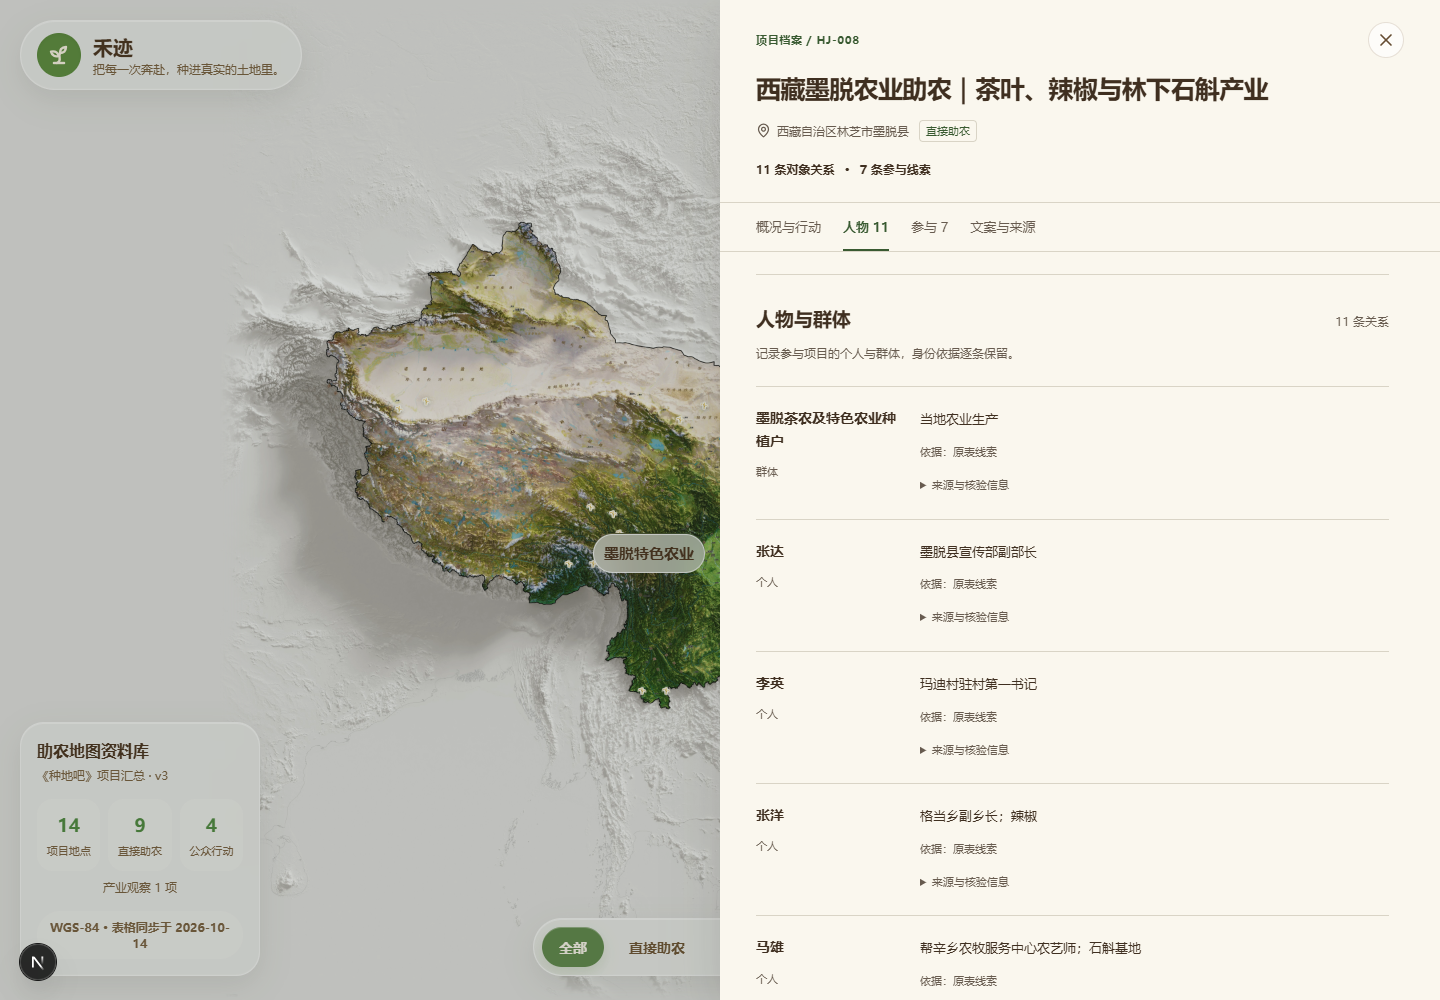 禾迹
把每一次奔赴，种进真实的土地里。
墨脱特色农业
助农地图资料库
《种地吧》项目汇总 · v3
14
项目地点
9
直接助农
4
公众行动
产业观察 1 项
WGS-84 • 表格同步于 2026-10-
14
N
全部
直接助农
项目档案 / HJ-008
西藏墨脱农业助农｜茶叶、辣椒与林下石斛产业
西藏自治区林芝市墨脱县
直接助农
11 条对象关系 • 7 条参与线索
概况与行动
人物 11
参与 7
文案与来源
人物与群体
11 条关系
记录参与项目的个人与群体，身份依据逐条保留。
墨脱茶农及特色农业种
植户
群体
当地农业生产
依据：原表线索
来源与核验信息
张达
个人
墨脱县宣传部副部长
依据：原表线索
来源与核验信息
李英
个人
玛迪村驻村第一书记
依据：原表线索
来源与核验信息
张洋
个人
格当乡副乡长；辣椒
依据：原表线索
来源与核验信息
马雄
个人
帮辛乡农牧服务中心农艺师；石斛基地
依据：原表线索